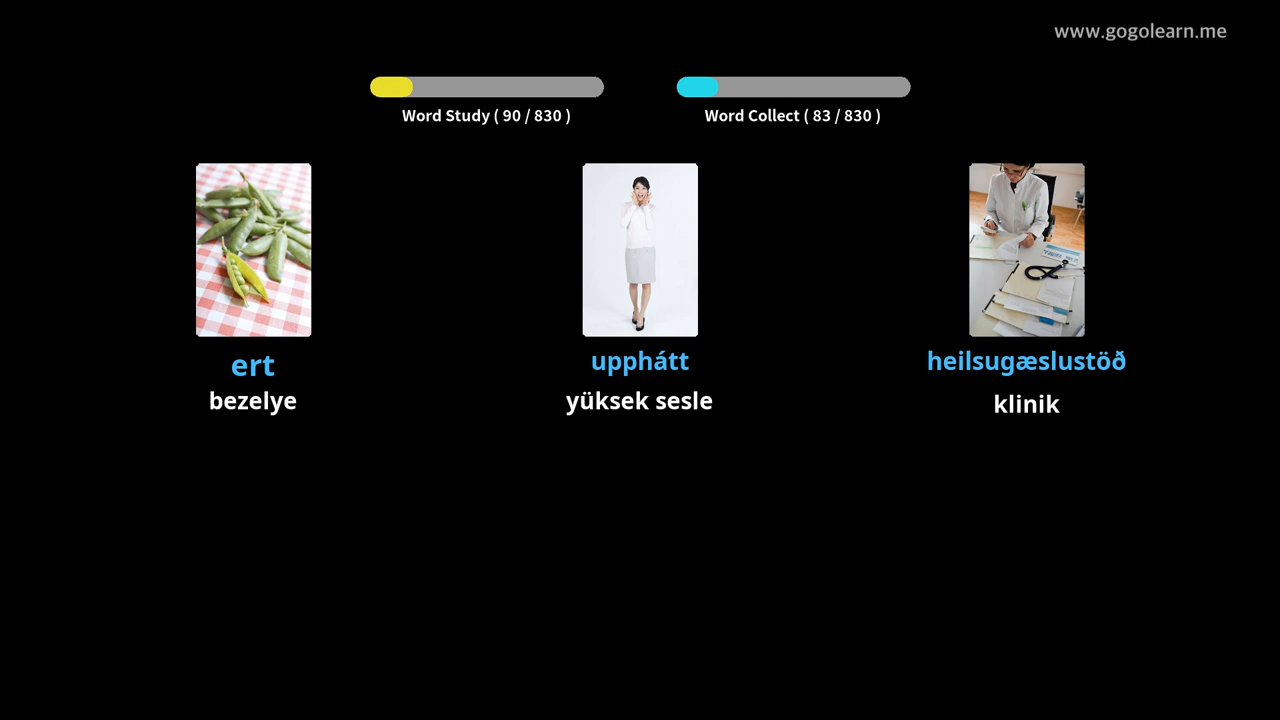 www.gogolearn.me
Word Study ( 90 / 830 )
Word Collect ( 83 / 830 )
ert
bezelye
upphátt
yüksek sesle
heilsugæslustöð
klinik